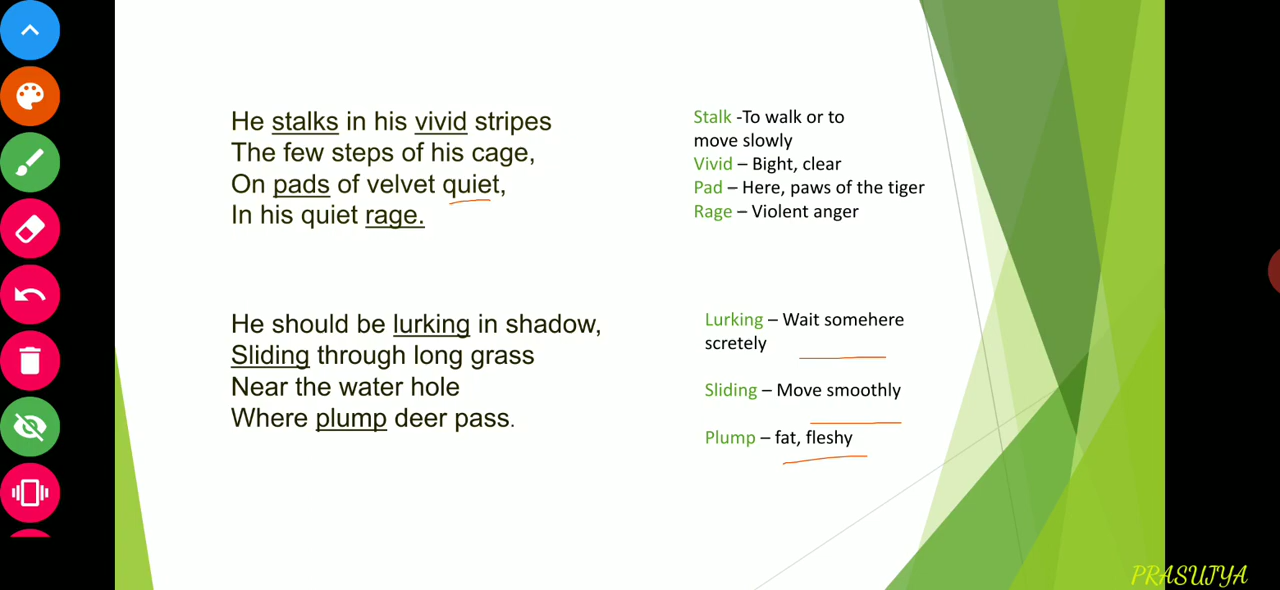 He stalks in his vivid stripes
The few steps of his cage,
On pads of velvet quiet,
In his quiet rage.
Stalk -To walk or to
move slowly
Vivid – Bight, clear
Pad – Here, paws of the tiger
Rage – Violent anger
He should be lurking in shadow,
Sliding through long grass
Near the water hole
Where plump deer pass.
Lurking – Wait somehere
scretely
Sliding – Move smoothly
Plump – fat, fleshy
PRASUJYA